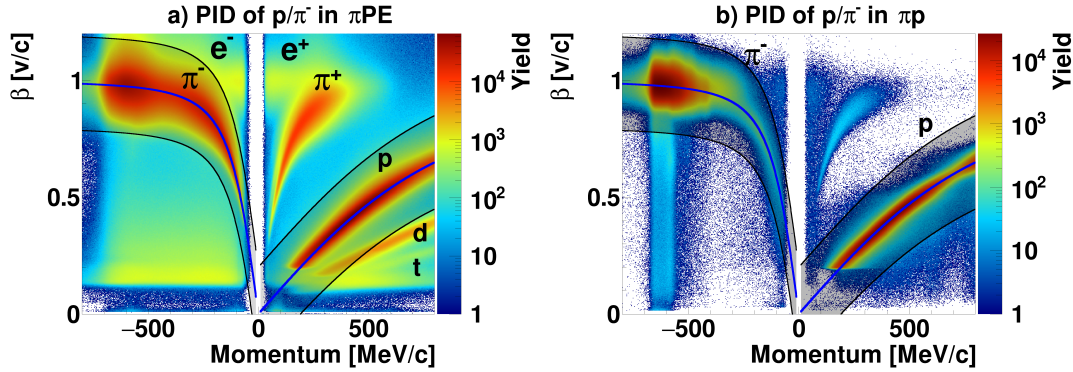 a) PID of p/π⁻ in πPE
β [v/c]
1
0.5
0
e⁻
e⁺
π⁻
π⁺
p
d
t
−500
0
500
Momentum [MeV/c]
Yield
10⁴
10³
10²
10
1
b) PID of p/π⁻ in πp
β [v/c]
1
0.5
0
π⁻
p
−500
0
500
Momentum [MeV/c]
Yield
10⁴
10³
10²
10
1